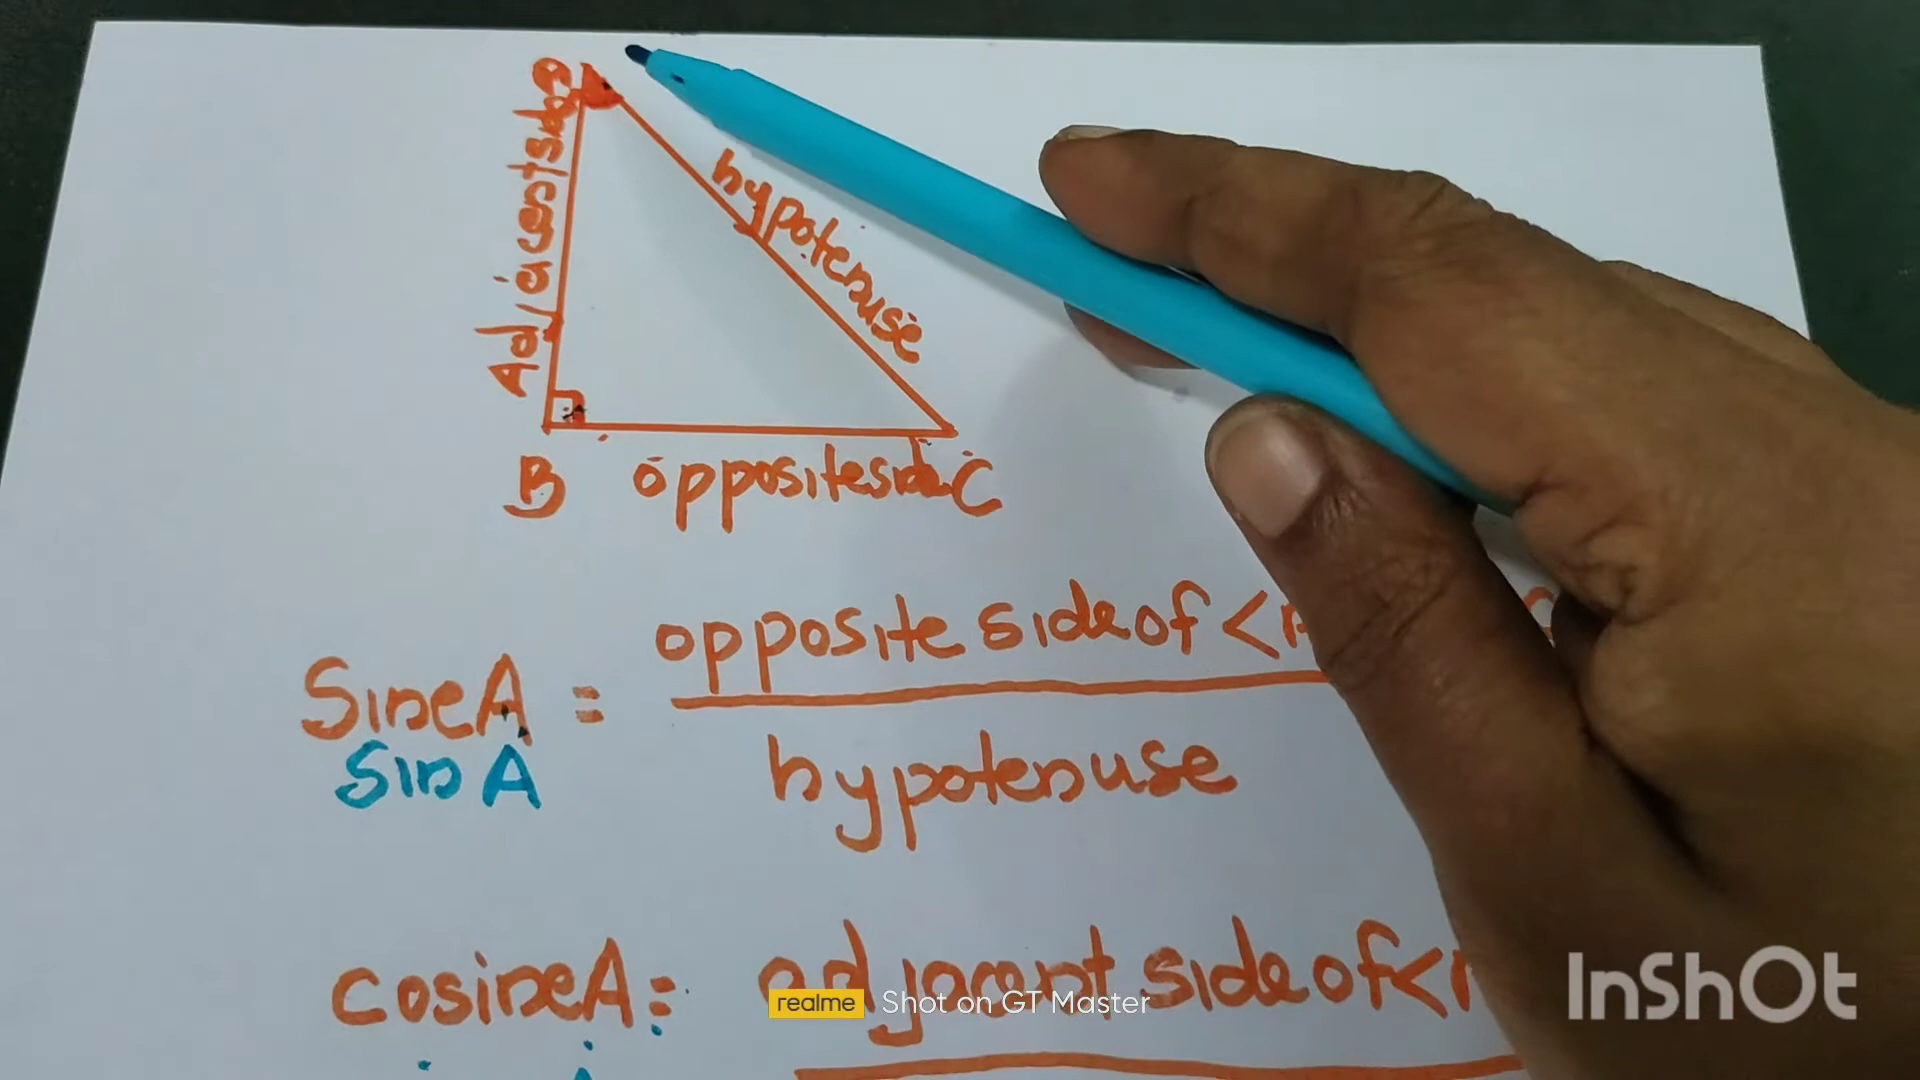 Adjacent side
hypotenuse
B opposite side C
opposite side of <A
Sine A =
hypotenuse
Sin A
cosine A = adjacent side of <
realme Shot on GT Master
InShOt